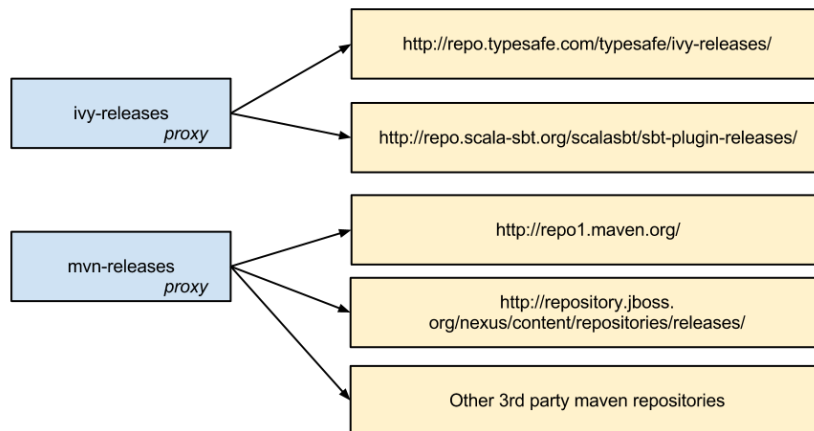 ivy-releases
proxy
http://repo.typesafe.com/typesafe/ivy-releases/
http://repo.scala-sbt.org/scalasbt/sbt-plugin-releases/
mvn-releases
proxy
http://repo1.maven.org/
http://repository.jboss.
org/nexus/content/repositories/releases/
Other 3rd party maven repositories